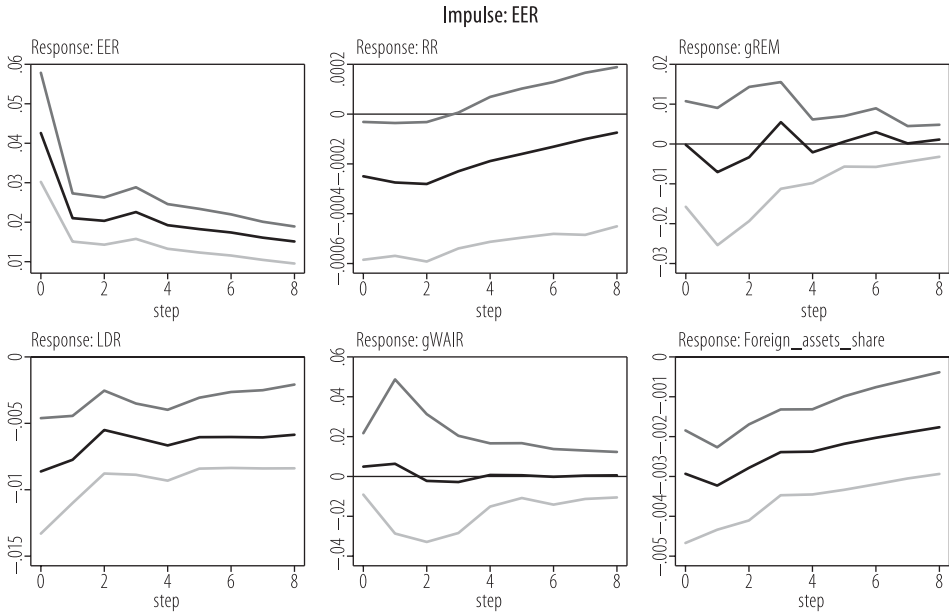 Impulse: EER
Response: EER
.06
.05
.04
.03
.02
.01
0 2 4 6 8
step
Response: RR
.0002
0
−.0002
−.0004
−.0006
0 2 4 6 8
step
Response: gREM
.02
.01
0
−.01
−.02
−.03
0 2 4 6 8
step
Response: LDR
0
−.005
−.01
−.015
0 2 4 6 8
step
Response: gWAIR
.06
.04
.02
0
−.02
−.04
0 2 4 6 8
step
Response: Foreign_assets_share
0
−.001
−.002
−.003
−.004
−.005
0 2 4 6 8
step